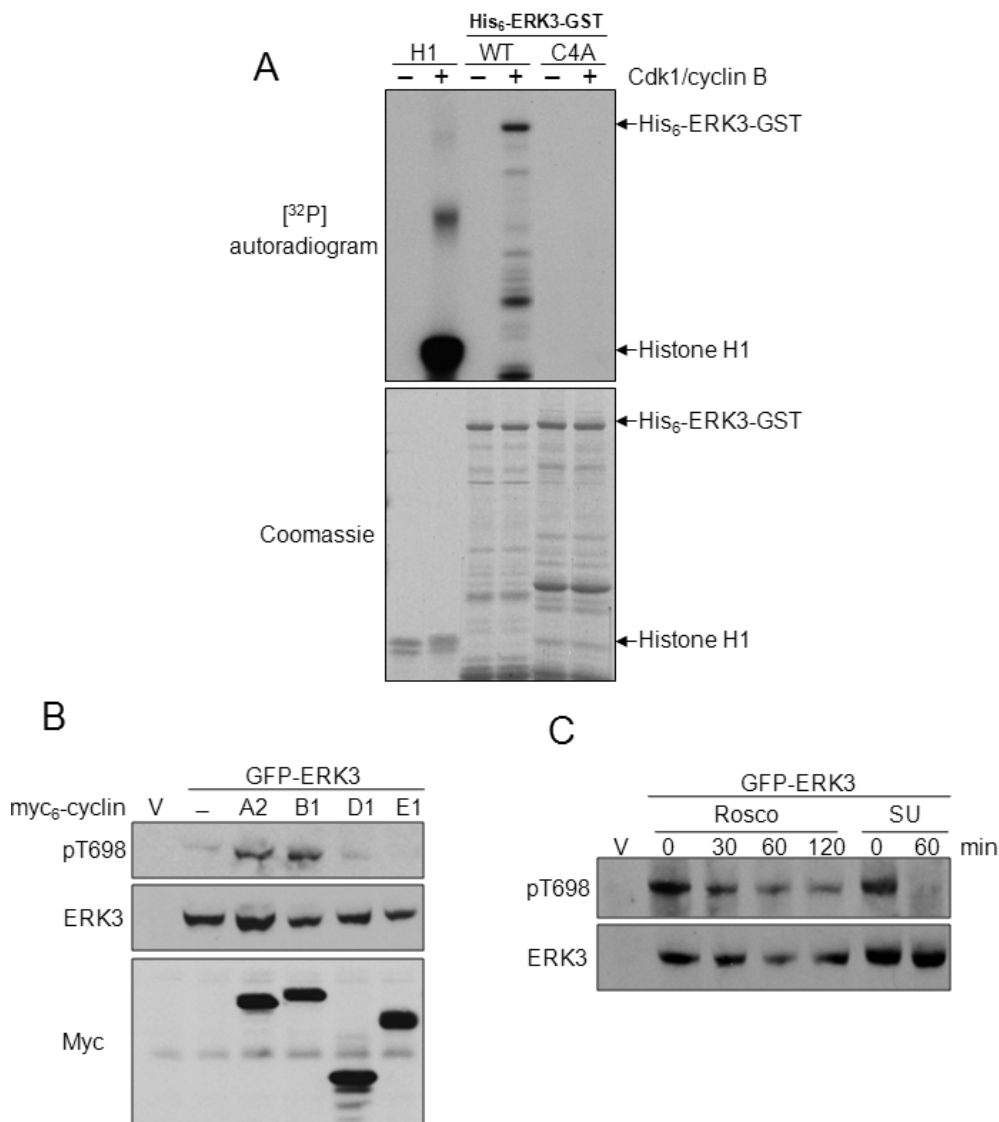 A
His₆-ERK3-GST
H1 WT C4A
– + – + – + Cdk1/cyclin B
His₆-ERK3-GST
[³²P]
autoradiogram
Histone H1
His₆-ERK3-GST
Coomassie
Histone H1
B
GFP-ERK3
myc₆-cyclin V – A2 B1 D1 E1
pT698
ERK3
Myc
C
GFP-ERK3
Rosco SU
V 0 30 60 120 0 60 min
pT698
ERK3